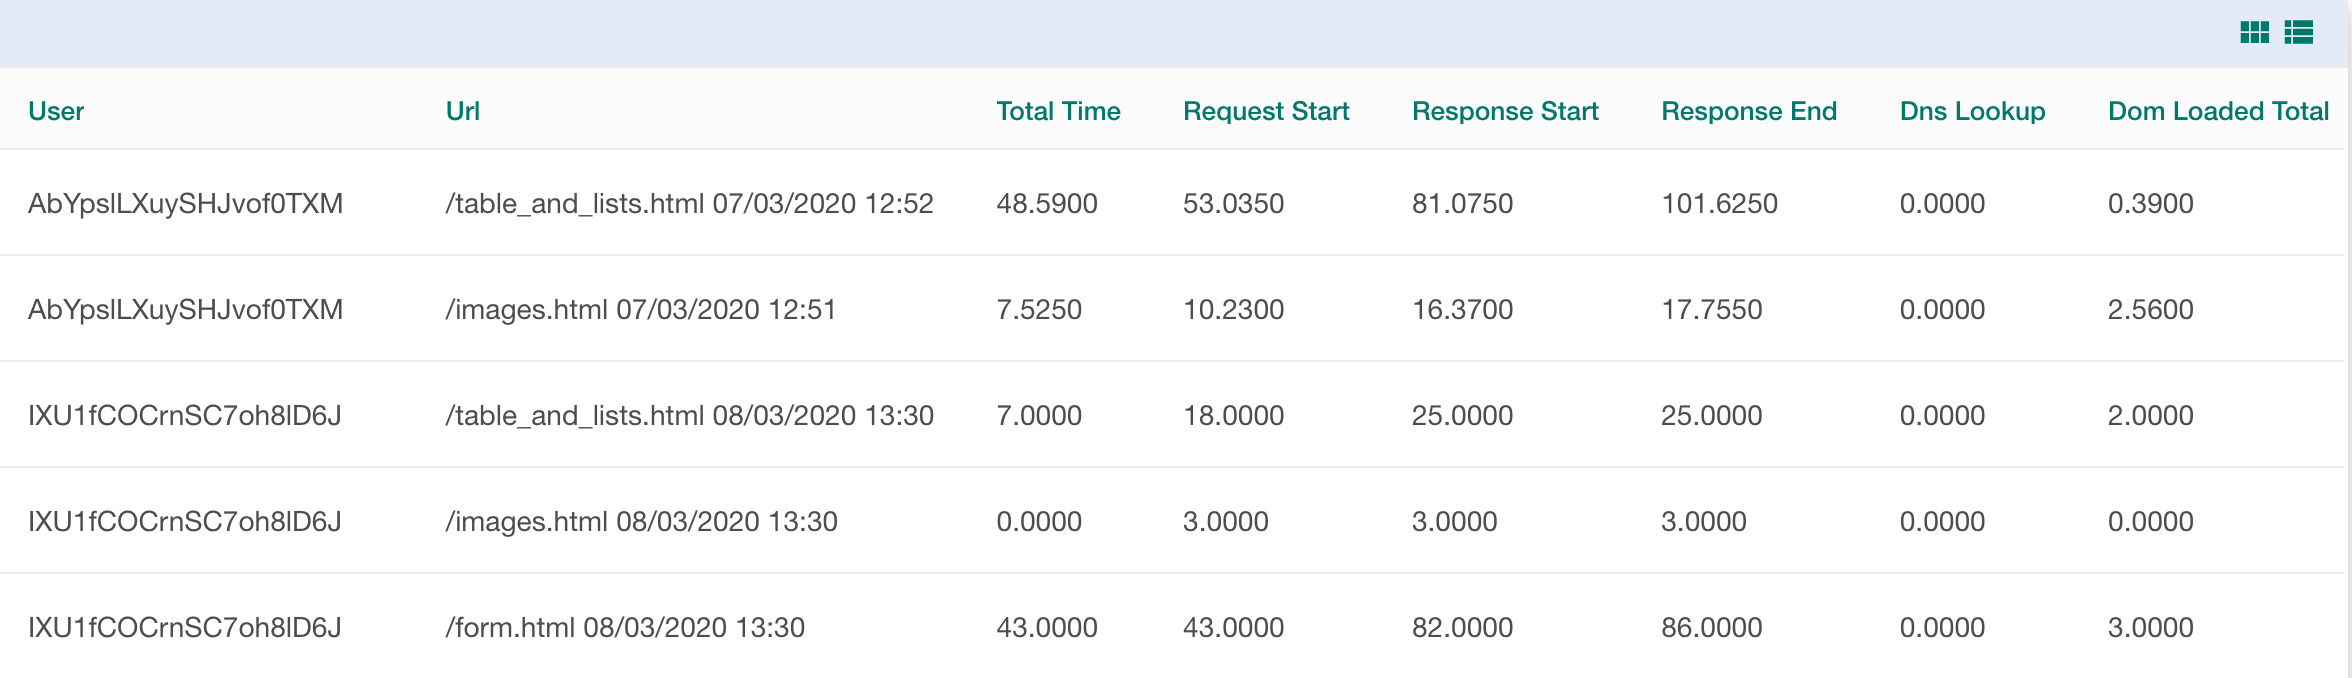 User Url Total Time Request Start Response Start Response End Dns Lookup Dom Loaded Total
AbYpslLXuySHJvof0TXM /table_and_lists.html 07/03/2020 12:52 48.5900 53.0350 81.0750 101.6250 0.0000 0.3900
AbYpslLXuySHJvof0TXM /images.html 07/03/2020 12:51 7.5250 10.2300 16.3700 17.7550 0.0000 2.5600
IXU1fCOCrnSC7oh8lD6J /table_and_lists.html 08/03/2020 13:30 7.0000 18.0000 25.0000 25.0000 0.0000 2.0000
IXU1fCOCrnSC7oh8lD6J /images.html 08/03/2020 13:30 0.0000 3.0000 3.0000 3.0000 0.0000 0.0000
IXU1fCOCrnSC7oh8lD6J /form.html 08/03/2020 13:30 43.0000 43.0000 82.0000 86.0000 0.0000 3.0000